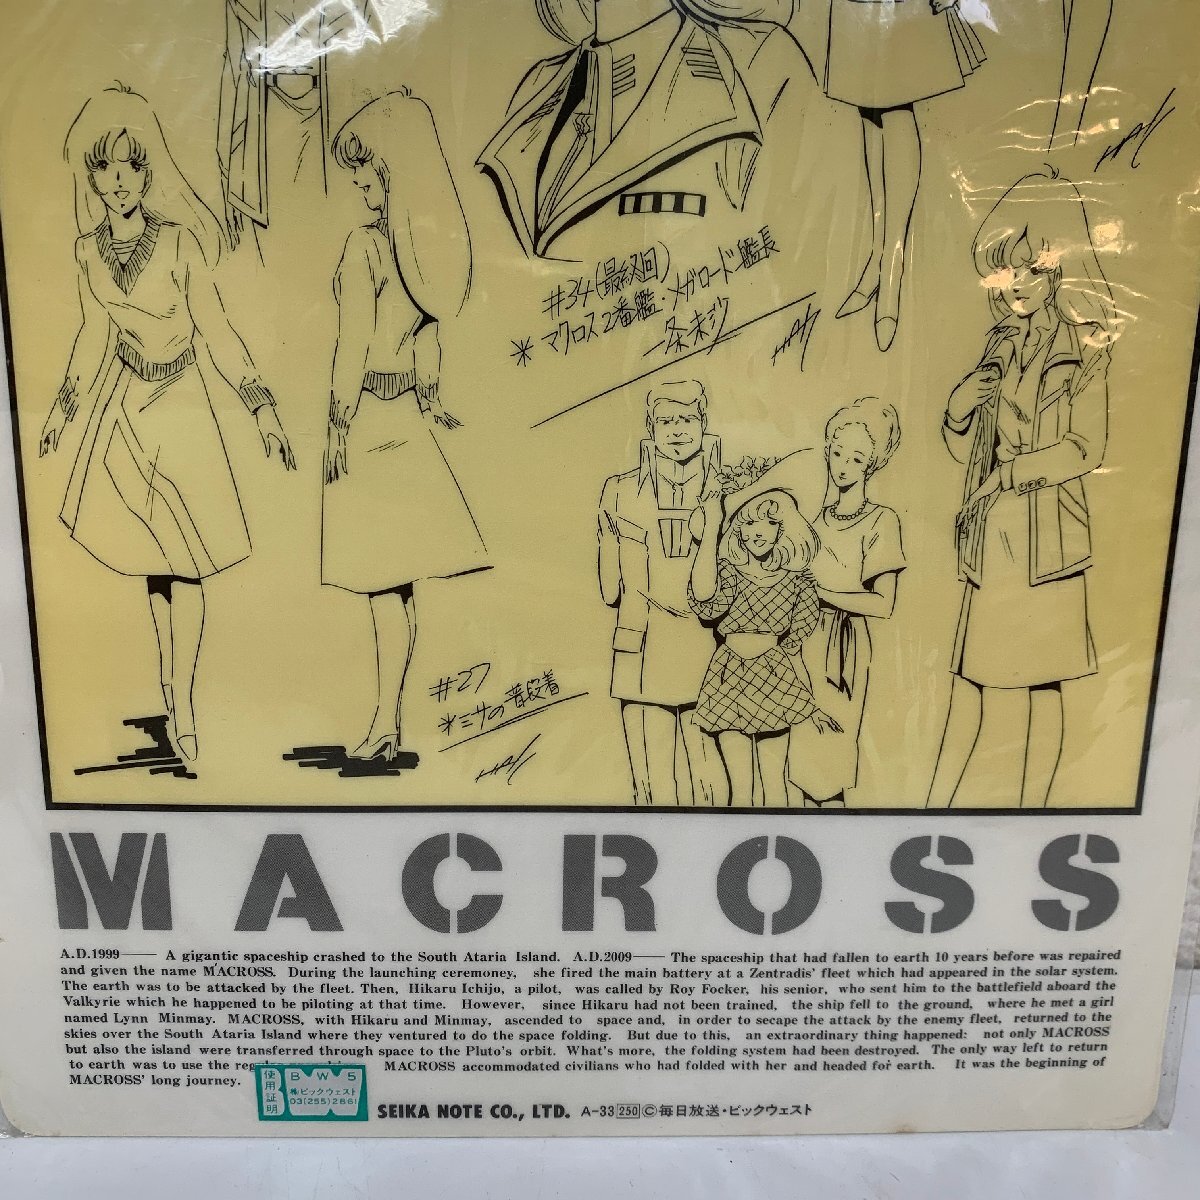 #34(最終回)
*マクロス2番艦・メガロード艦長
一条未沙
#27
*ミサの普段着
MACROSS
A.D.1999—— A gigantic spaceship crashed to the South Ataria Island. A.D.2009—— The spaceship that had fallen to earth 10 years before was repaired
and given the name MACROSS. During the launching ceremoney, she fired the main battery at a Zentradis' fleet which had appeared in the solar system.
The earth was to be attacked by the fleet. Then, Hikaru Ichijo, a pilot, was called by Roy Focker, his senior, who sent him to the battlefield aboard the
Valkyrie which he happened to be piloting at that time. However, since Hikaru had not been trained, the ship fell to the ground, where he met a girl
named Lynn Minmay. MACROSS, with Hikaru and Minmay, ascended to space and, in order to secape the attack by the enemy fleet, returned to the
skies over the South Ataria Island where they ventured to do the space folding. But due to this, an extraordinary thing happened: not only MACROSS
but also the island were transferred through space to the Pluto's orbit. What's more, the folding system had been destroyed. The only way left to return
to earth was to use the MACROSS accommodated civilians who had folded with her and headed for earth. It was the beginning of
MACROSS' long journey.
使用証明
BW5
㈱ビックウェスト
03(255)2861
SEIKA NOTE CO., LTD. A-33 250 ©毎日放送・ビックウェスト